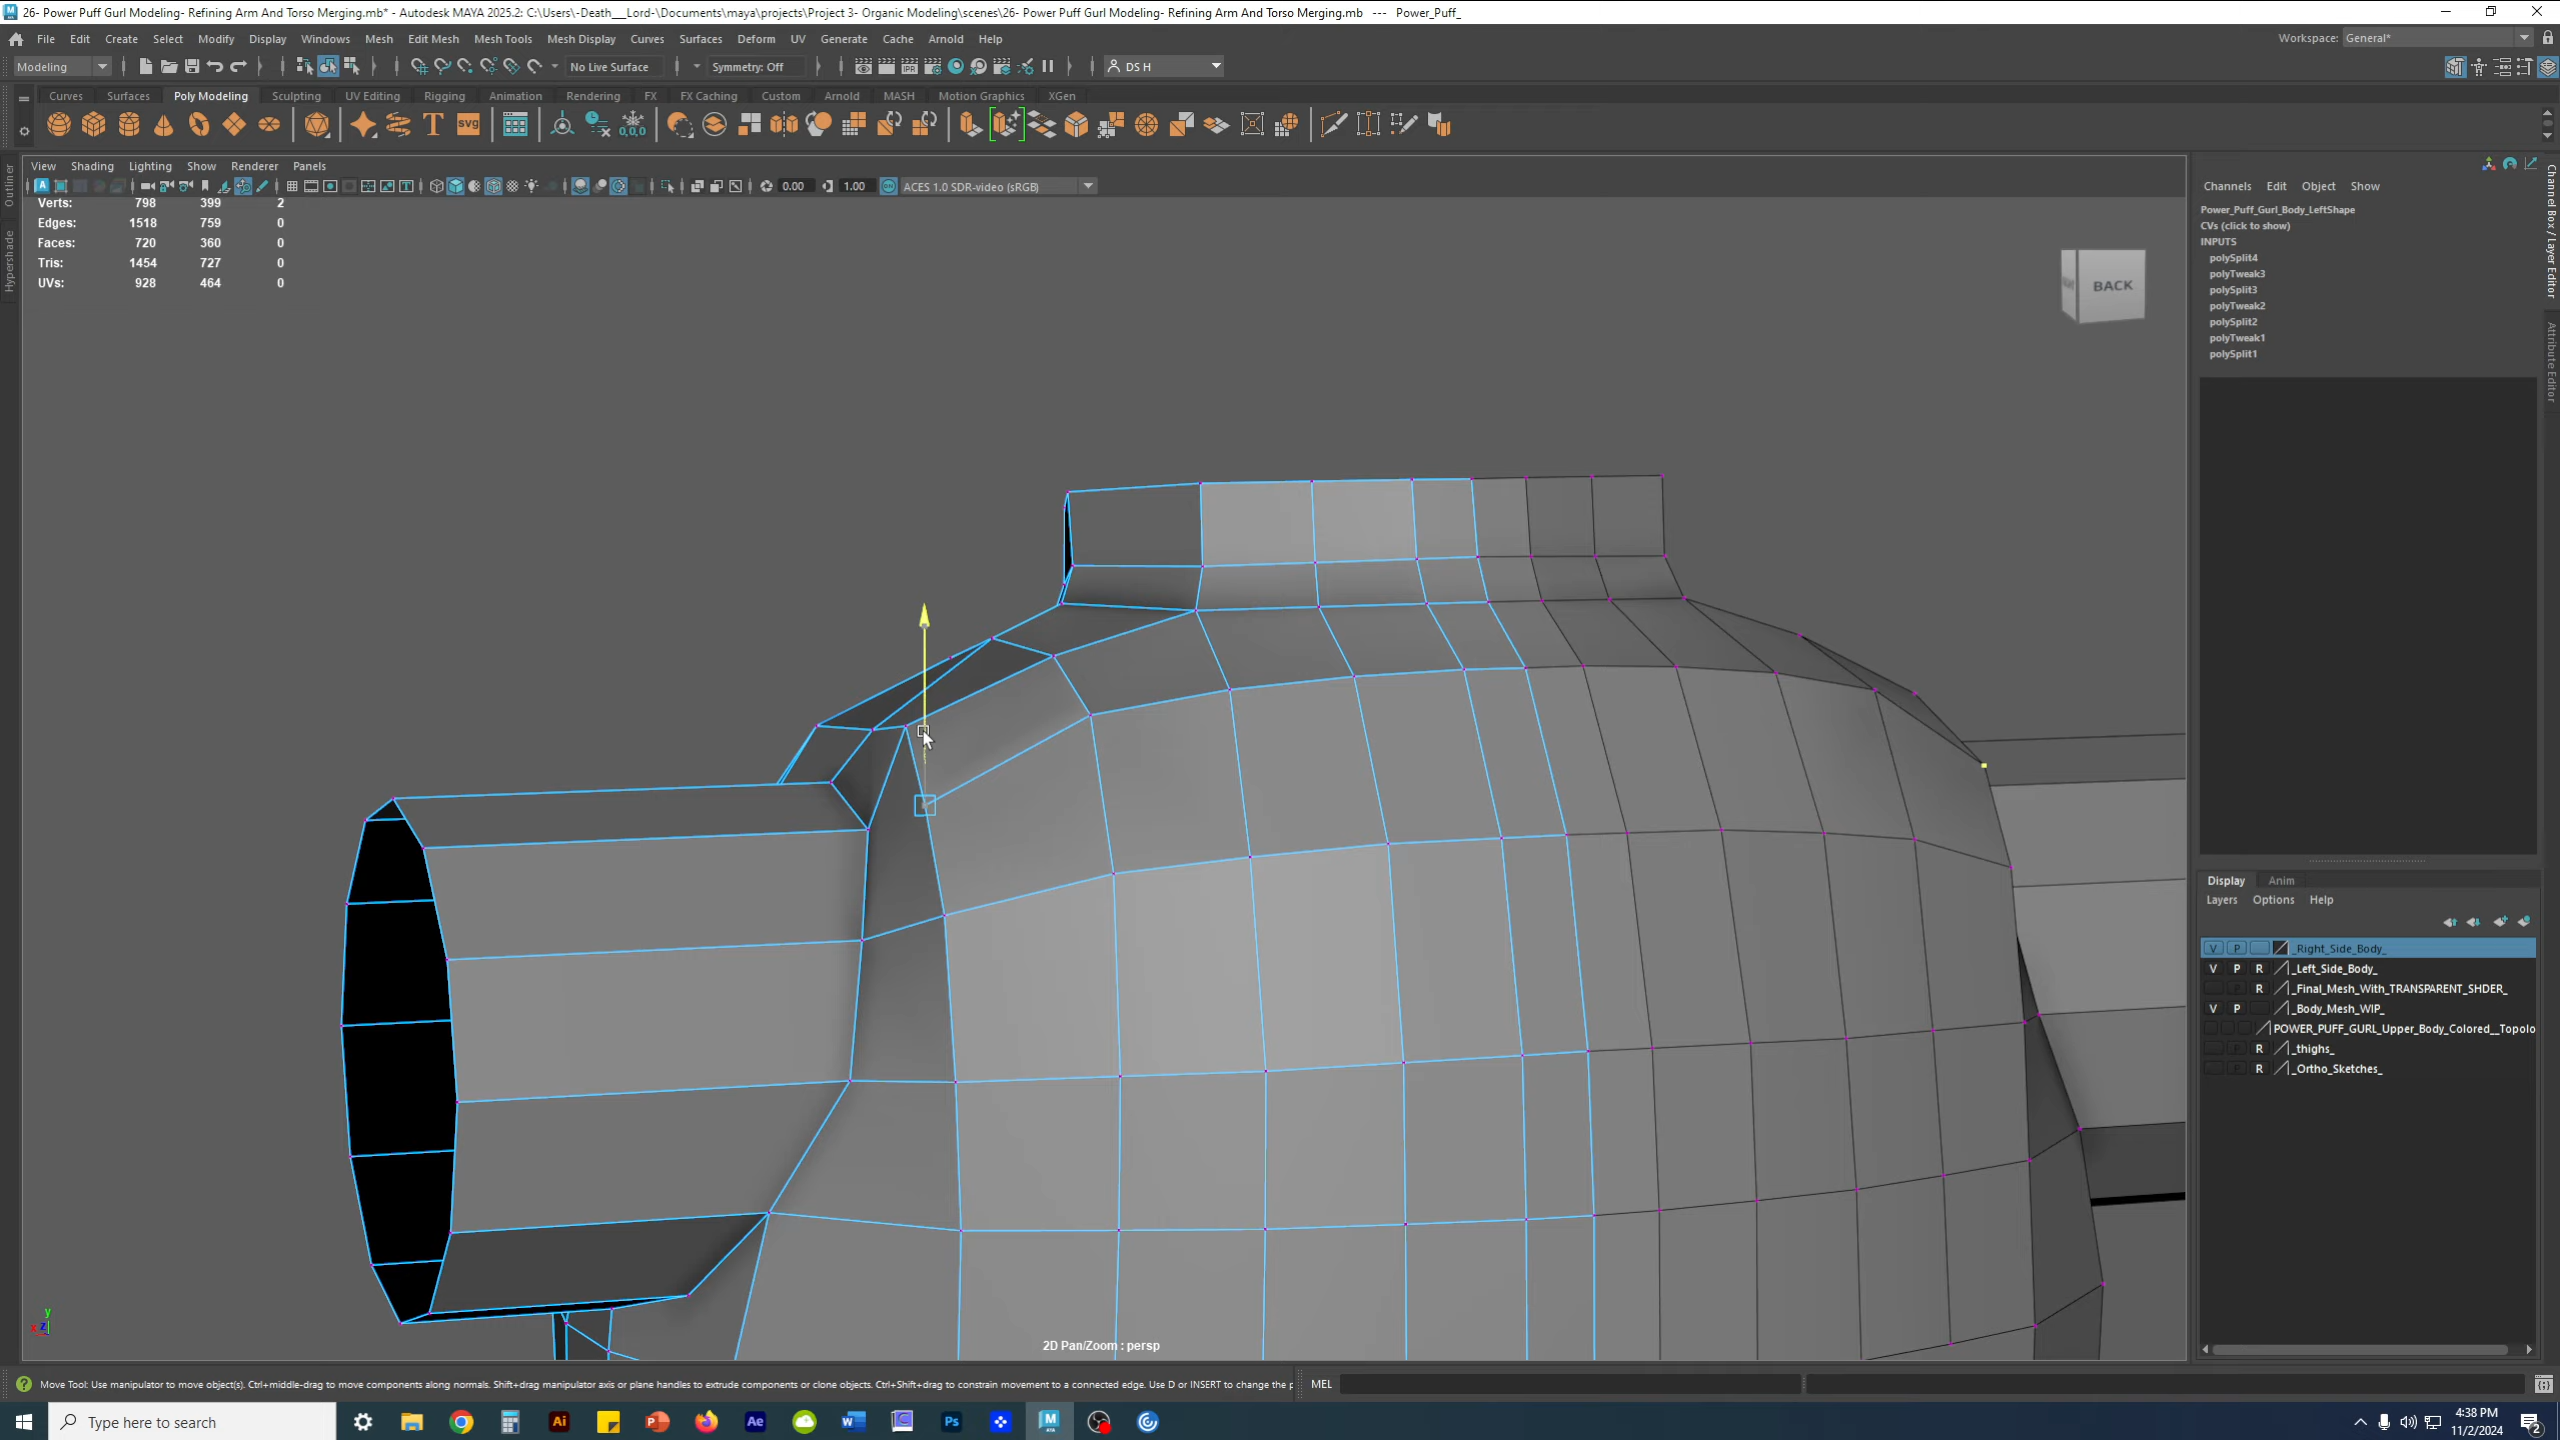 26- Power Puff Gurl Modeling- Refining Arm And Torso Merging.mb* - Autodesk MAYA 2025.2: C:\Users\-Death___Lord-\Documents\maya\projects\Project 3- Organic Modeling\scenes\26- Power Puff Gurl Modeling- Refining Arm And Torso Merging.mb --- Power_Puff_
File Edit Create Select Modify Display Windows Mesh Edit Mesh Mesh Tools Mesh Display Curves Surfaces Deform UV Generate Cache Arnold Help
Workspace: General*
Modeling
No Live Surface
Symmetry: Off
DS H
Curves Surfaces Poly Modeling Sculpting UV Editing Rigging Animation Rendering FX FX Caching Custom Arnold MASH Motion Graphics XGen
View Shading Lighting Show Renderer Panels
0.00 1.00 ACES 1.0 SDR-video (sRGB)
Outliner
Hypershade
Verts: 798 399 2
Edges: 1518 759 0
Faces: 720 360 0
Tris: 1454 727 0
UVs: 928 464 0
BACK
2D Pan/Zoom : persp
Channels Edit Object Show
Power_Puff_Gurl_Body_LeftShape
CVs (click to show)
INPUTS
polySplit4
polyTweak3
polySplit3
polyTweak2
polySplit2
polyTweak1
polySplit1
Channel Box / Layer Editor
Attribute Editor
Display Anim
Layers Options Help
V P _Right_Side_Body_
V P R _Left_Side_Body_
R _Final_Mesh_With_TRANSPARENT_SHDER_
V P _Body_Mesh_WIP_
POWER_PUFF_GURL_Upper_Body_Colored__Topolo
R _thighs_
R _Ortho_Sketches_
Move Tool: Use manipulator to move object(s). Ctrl+middle-drag to move components along normals. Shift+drag manipulator axis or plane handles to extrude components or clone objects. Ctrl+Shift+drag to constrain movement to a connected edge. Use D or INSERT to change the p
MEL
Type here to search
4:38 PM
11/2/2024